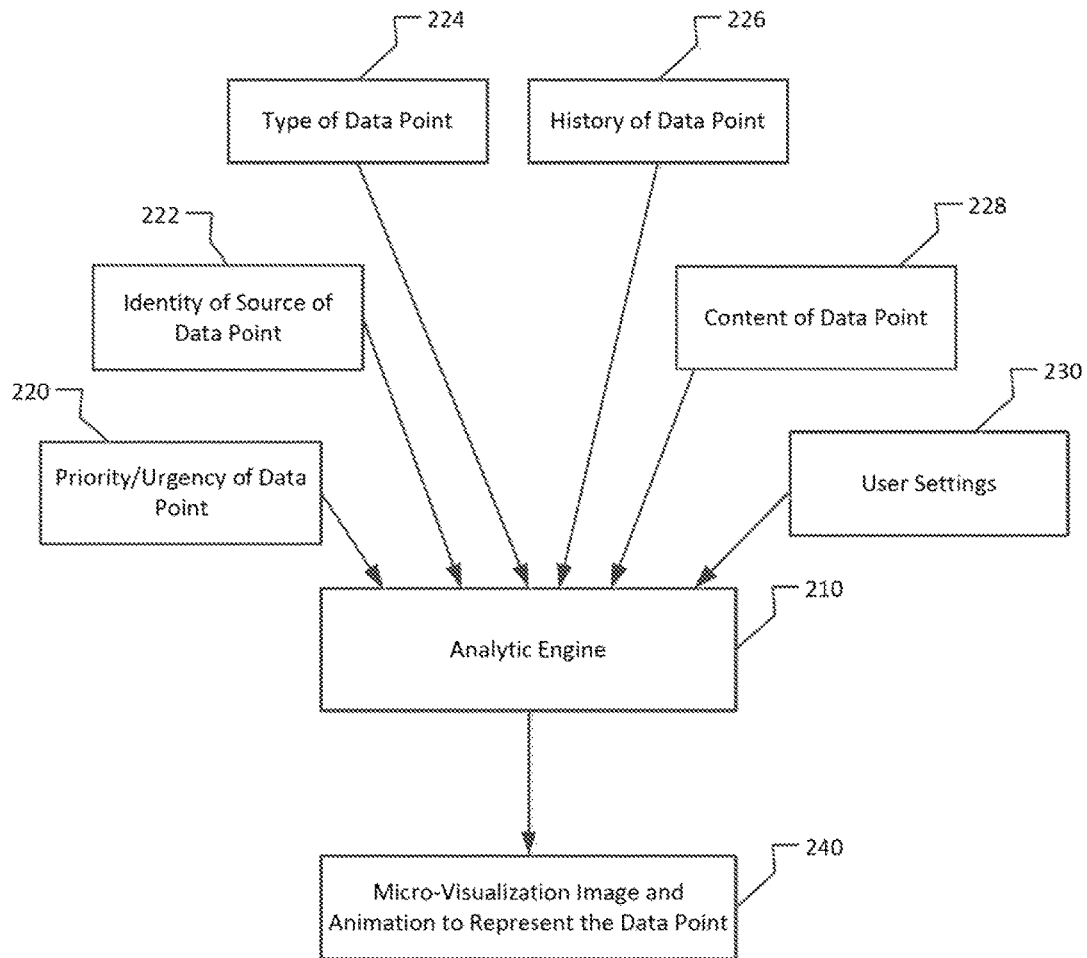 224
226
Type of Data Point
History of Data Point
222
228
Identity of Source of
Data Point
Content of Data Point
220
230
Priority/Urgency of Data
Point
User Settings
210
Analytic Engine
240
Micro-Visualization Image and
Animation to Represent the Data Point